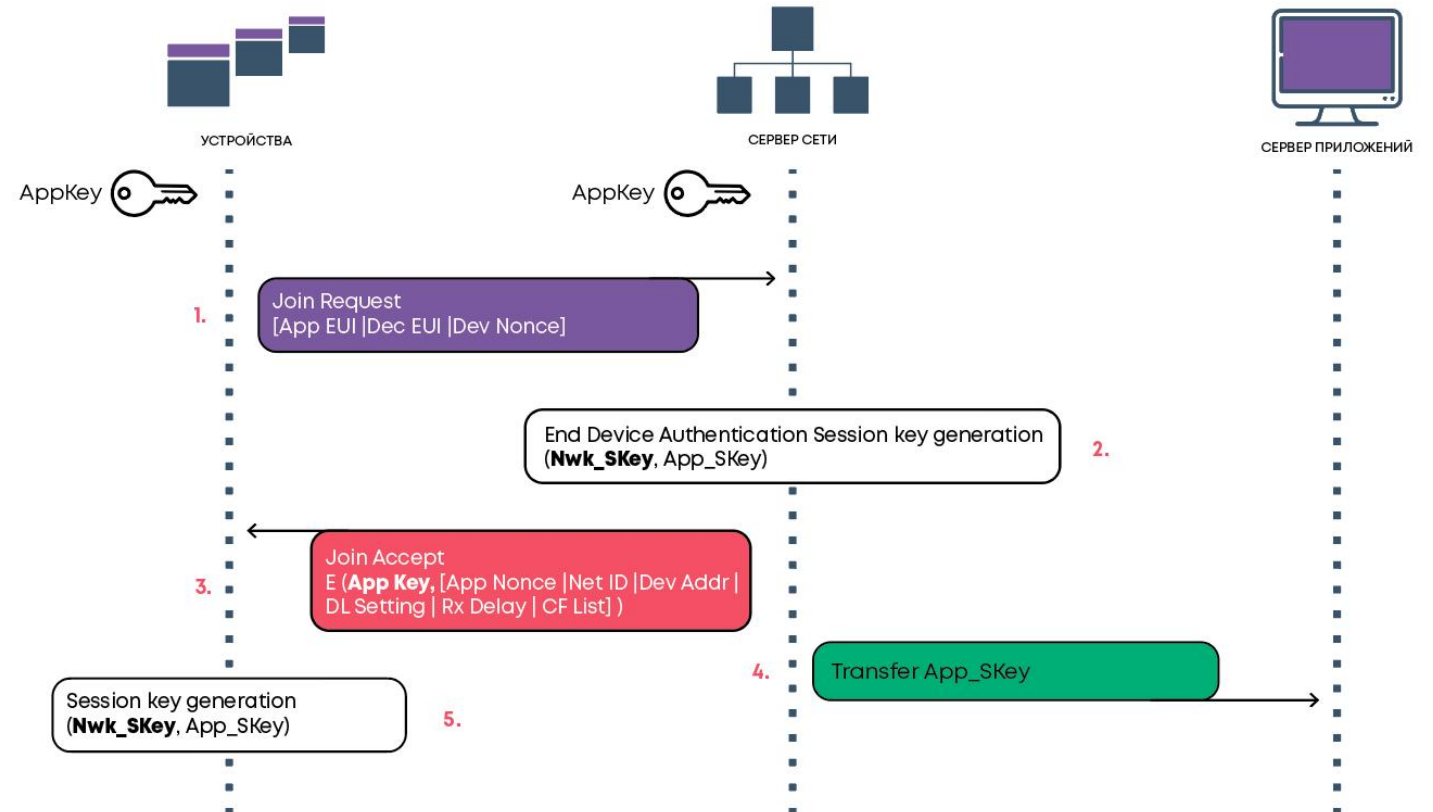 УСТРОЙСТВА
СЕРВЕР СЕТИ
СЕРВЕР ПРИЛОЖЕНИЙ
AppKey
AppKey
1.
Join Request
[App EUI |Dec EUI |Dev Nonce]
End Device Authentication Session key generation
(Nwk_SKey, App_SKey)
2.
3.
Join Accept
E (App Key, [App Nonce |Net ID |Dev Addr |
DL Setting | Rx Delay | CF List] )
4.
Transfer App_SKey
Session key generation
(Nwk_SKey, App_SKey)
5.